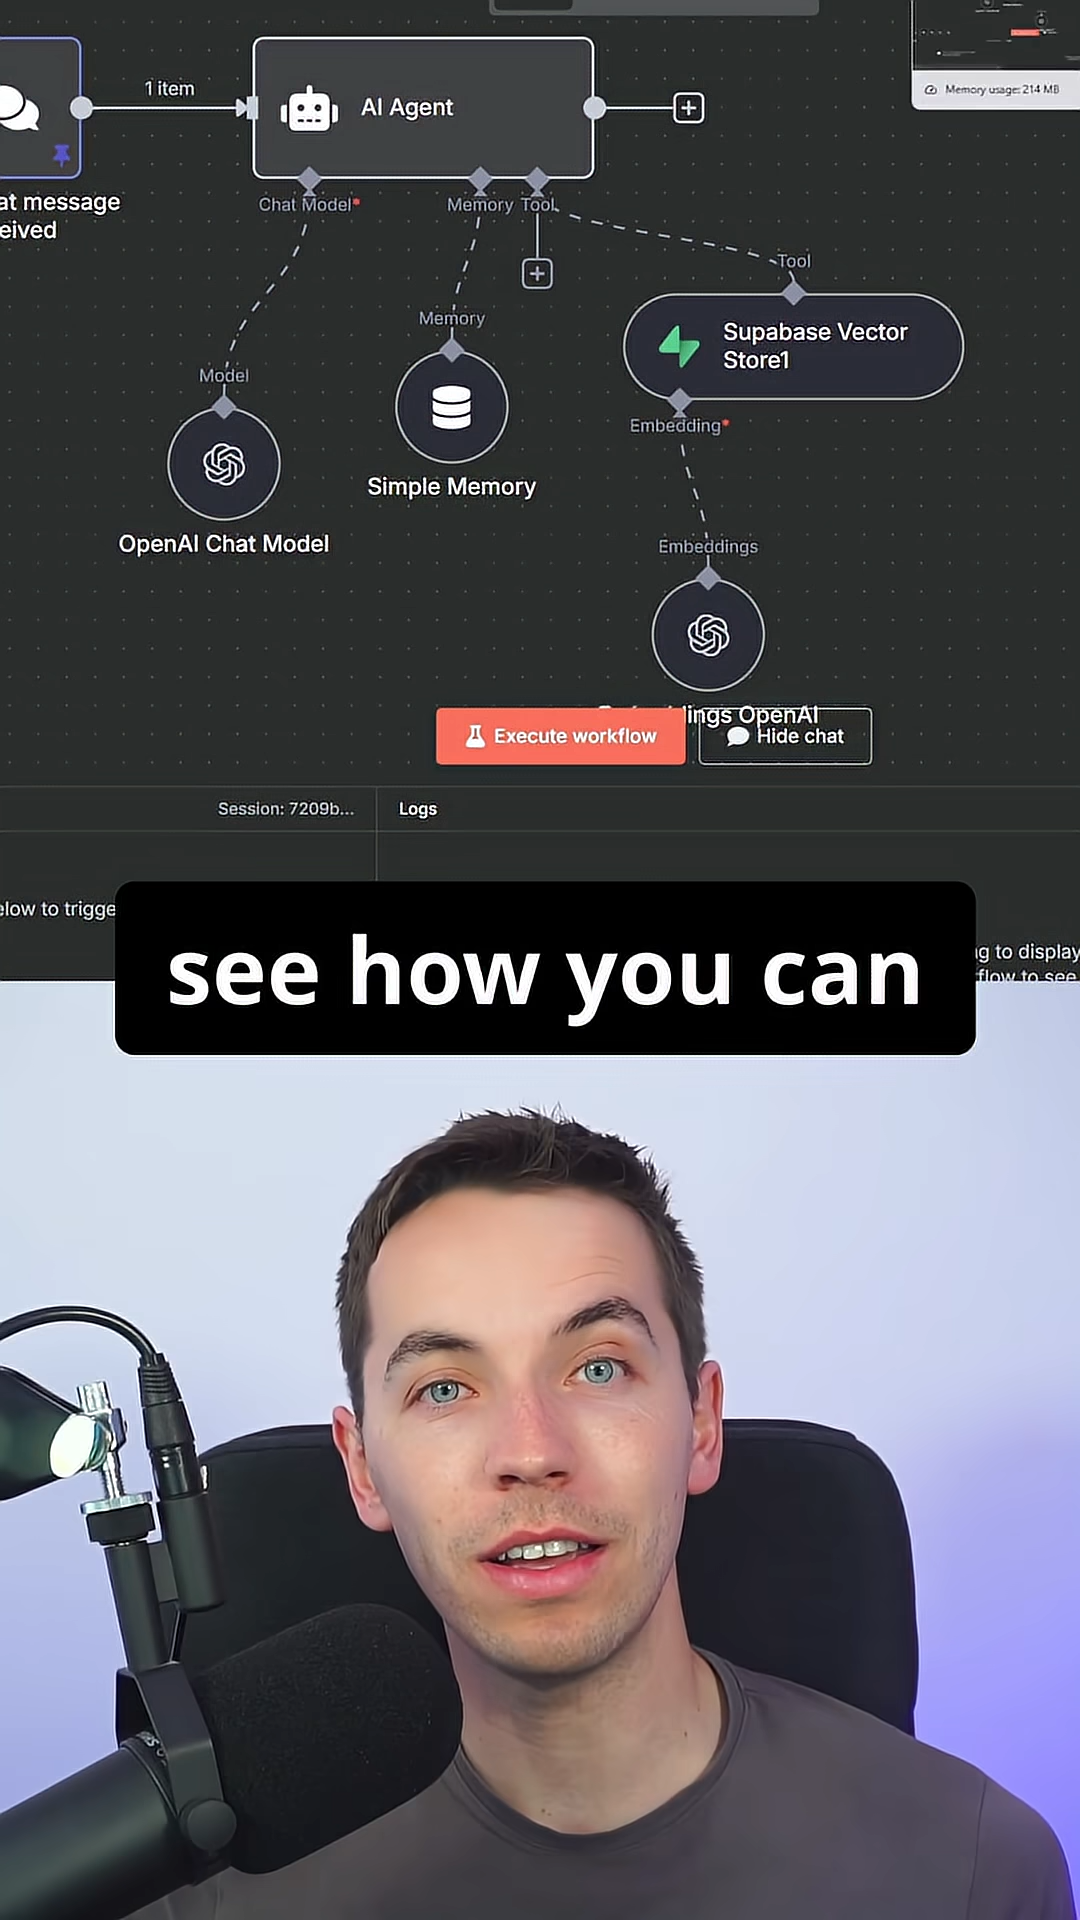 1 item
AI Agent
Memory usage: 214 MB
at message
eived
Chat Model*
Memory
Tool
Tool
Memory
Supabase Vector
Store1
Model
Embedding*
Simple Memory
OpenAI Chat Model
Embeddings
ings OpenAI
Execute workflow
Hide chat
Session: 7209b...
Logs
elow to trigge
g to display
flow to see
see how you can